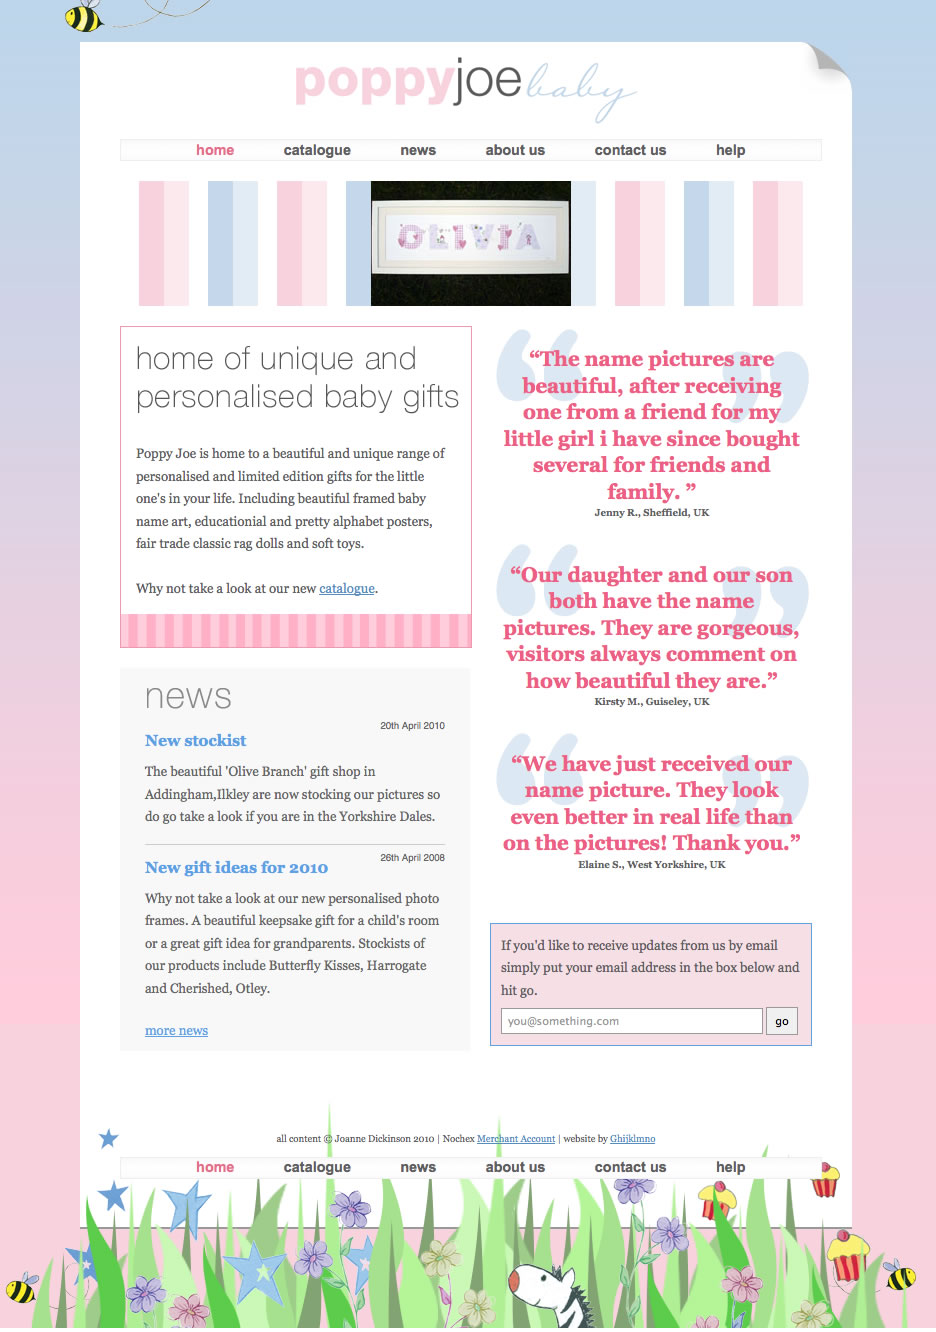 poppyjoe baby
home catalogue news about us contact us help
OLIVIA
home of unique and
personalised baby gifts
Poppy Joe is home to a beautiful and unique range of
personalised and limited edition gifts for the little
one's in your life. Including beautiful framed baby
name art, educationial and pretty alphabet posters,
fair trade classic rag dolls and soft toys.
Why not take a look at our new catalogue.
news
20th April 2010
New stockist
The beautiful 'Olive Branch' gift shop in
Addingham,Ilkley are now stocking our pictures so
do go take a look if you are in the Yorkshire Dales.
26th April 2008
New gift ideas for 2010
Why not take a look at our new personalised photo
frames. A beautiful keepsake gift for a child's room
or a great gift idea for grandparents. Stockists of
our products include Butterfly Kisses, Harrogate
and Cherished, Otley.
more news
“The name pictures are
beautiful, after receiving
one from a friend for my
little girl i have since bought
several for friends and
family. ”
Jenny R., Sheffield, UK
“Our daughter and our son
both have the name
pictures. They are gorgeous,
visitors always comment on
how beautiful they are.”
Kirsty M., Guiseley, UK
“We have just received our
name picture. They look
even better in real life than
on the pictures! Thank you.”
Elaine S., West Yorkshire, UK
If you'd like to receive updates from us by email
simply put your email address in the box below and
hit go.
you@something.com go
all content © Joanne Dickinson 2010 | Nochex Merchant Account | website by Ghijklmno
home catalogue news about us contact us help